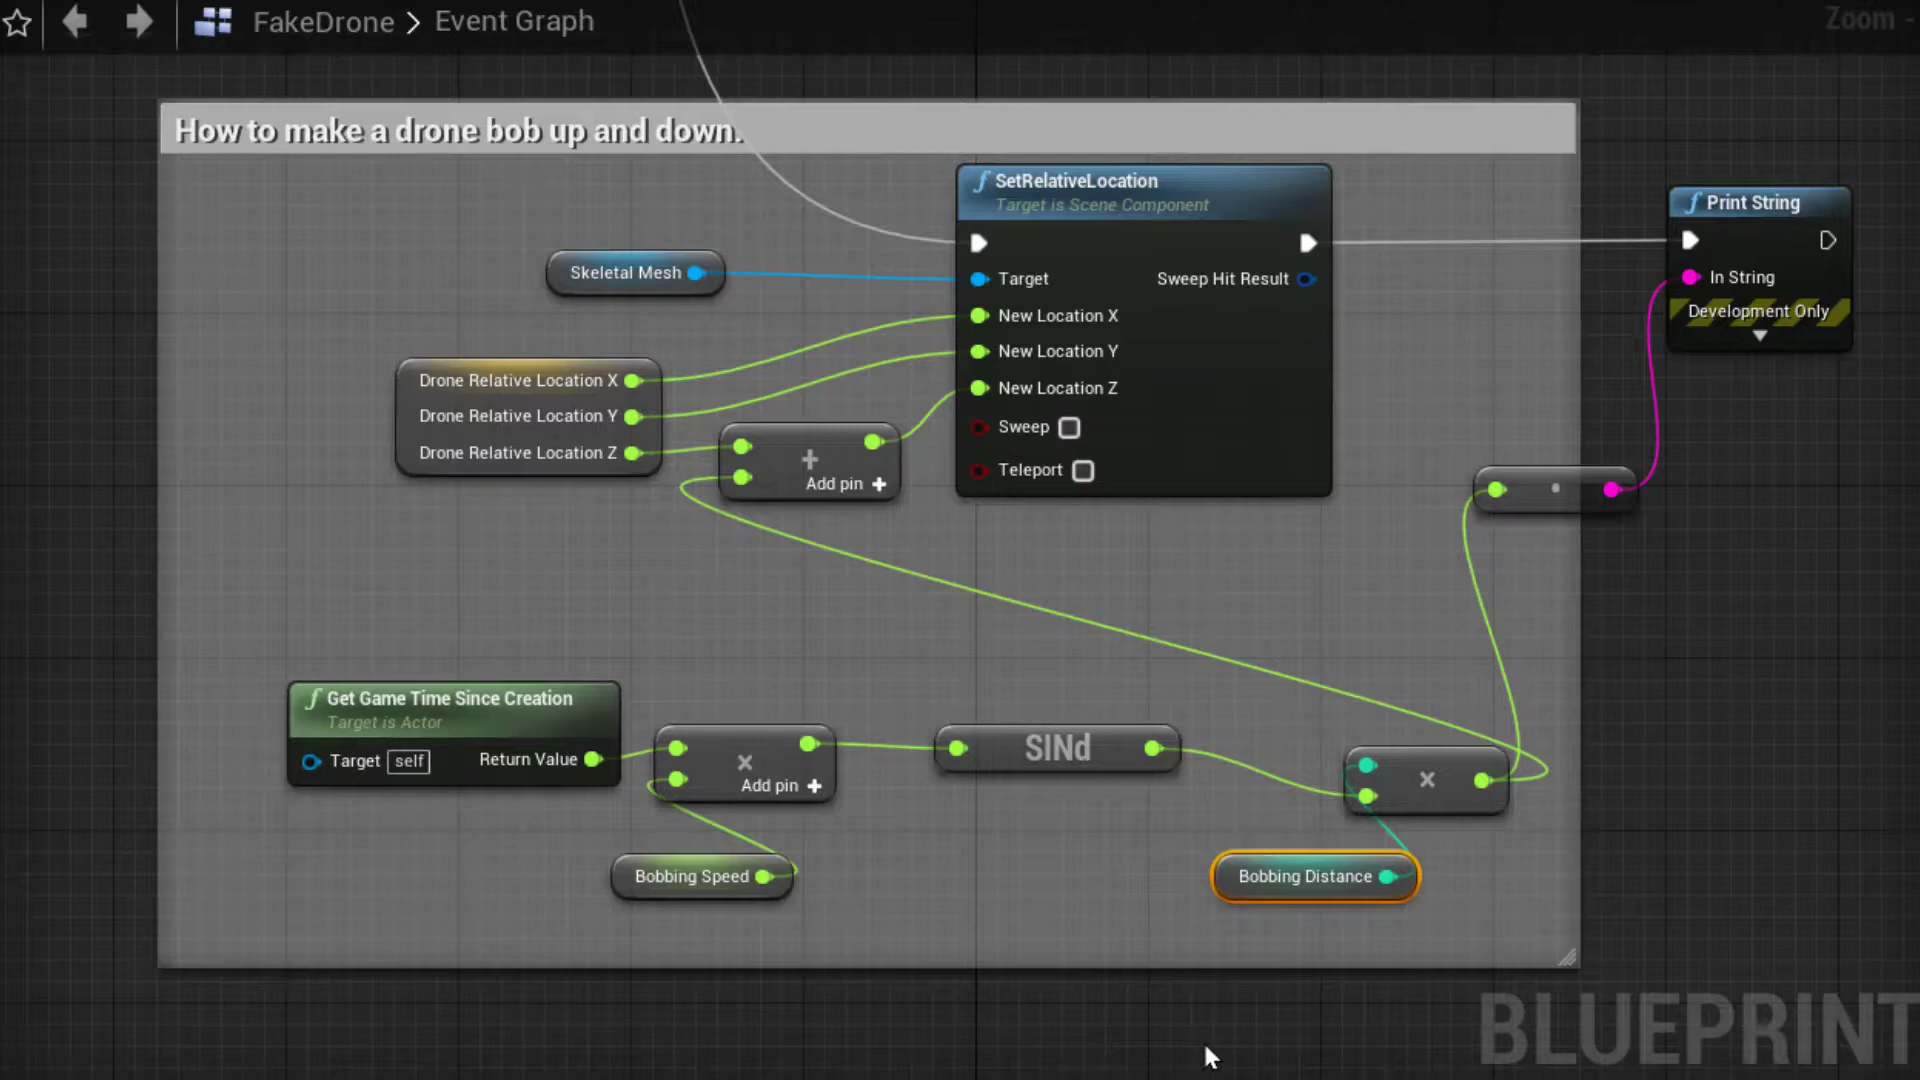 FakeDrone > Event Graph
Zoom -
How to make a drone bob up and down.
f SetRelativeLocation
Target is Scene Component
Target
Sweep Hit Result
New Location X
New Location Y
New Location Z
Sweep
Teleport
f Print String
In String
Development Only
Skeletal Mesh
Drone Relative Location X
Drone Relative Location Y
Drone Relative Location Z
+
Add pin +
f Get Game Time Since Creation
Target is Actor
Target self
Return Value
×
Add pin +
SINd
×
Bobbing Speed
Bobbing Distance
BLUEPRINT